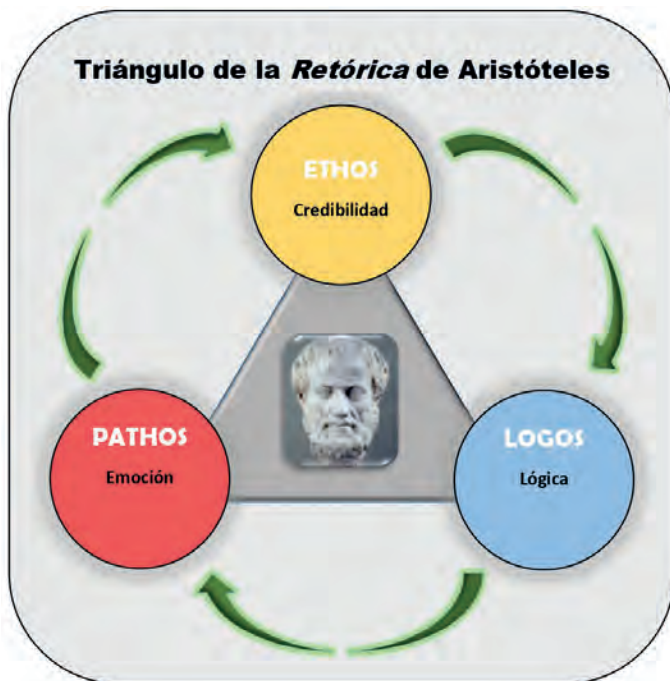 Triángulo de la Retórica de Aristóteles
ETHOS
Credibilidad
PATHOS
Emoción
LOGOS
Lógica